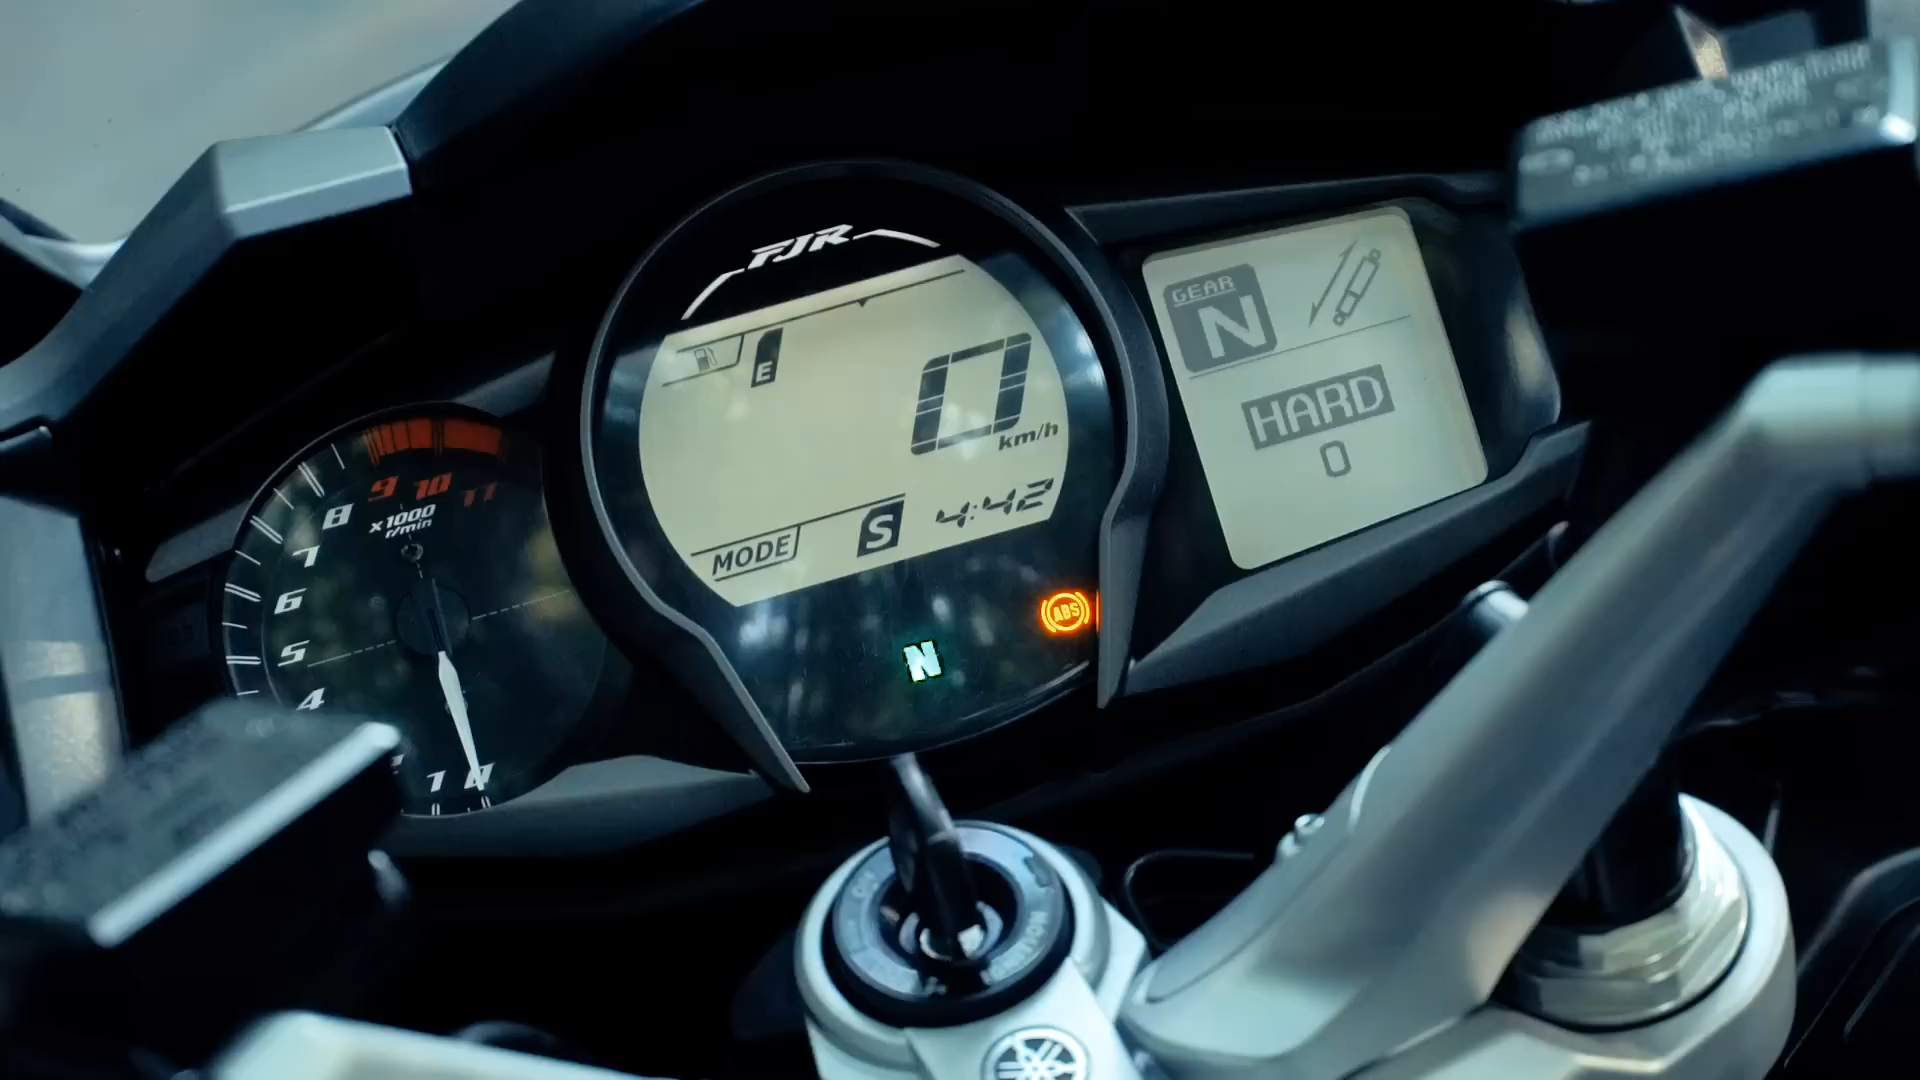 FJR
E
0
km/h
MODE
S
4:42
GEAR
N
HARD
0
9 10 11
8
x1000
r/min
7
6
5
4
1
0
ABS
N
IGNITION